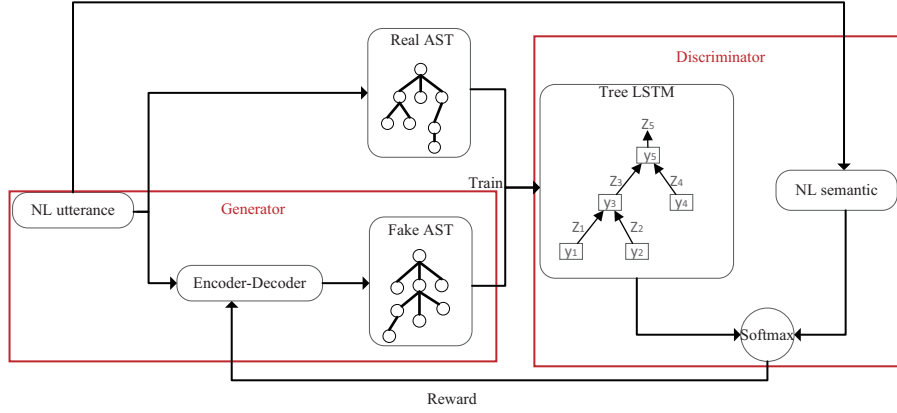 Real AST
Discriminator
Tree LSTM
Z5
y5
Z3
Z4
Train
NL semantic
NL utterance
Generator
y3
y4
Fake AST
Z1
Z2
y1
y2
Encoder-Decoder
Softmax
Reward